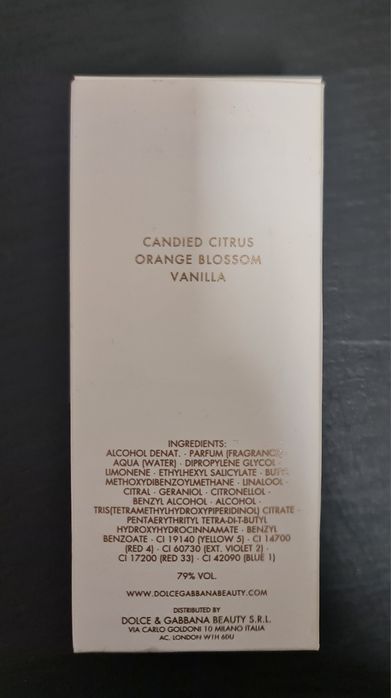 CANDIED CITRUS
ORANGE BLOSSOM
VANILLA
INGREDIENTS:
ALCOHOL DENAT. · PARFUM (FRAGRANCE)
AQUA (WATER) · DIPROPYLENE GLYCOL ·
LIMONENE · ETHYLHEXYL SALICYLATE ·
METHOXYDIBENZOYLMETHANE · LINALOOL ·
CITRAL · GERANIOL · CITRONELLOL ·
BENZYL ALCOHOL · ALCOHOL ·
TRIS(TETRAMETHYLHYDROXYPIPERIDINOL) CITRATE ·
PENTAERYTHRITYL TETRA-DI-T-BUTYL
HYDROXYHYDROCINNAMATE · BENZYL
BENZOATE · CI 19140 (YELLOW 5) · CI 14700
(RED 4) · CI 60730 (EXT. VIOLET 2) ·
CI 17200 (RED 33) · CI 42090 (BLUE 1)
79% VOL.
WWW.DOLCEGABBANABEAUTY.COM
DISTRIBUTED BY
DOLCE & GABBANA BEAUTY S.R.L.
VIA CARLO GOLDONI 10 MILANO ITALIA
AC. LONDON W1H 6DU